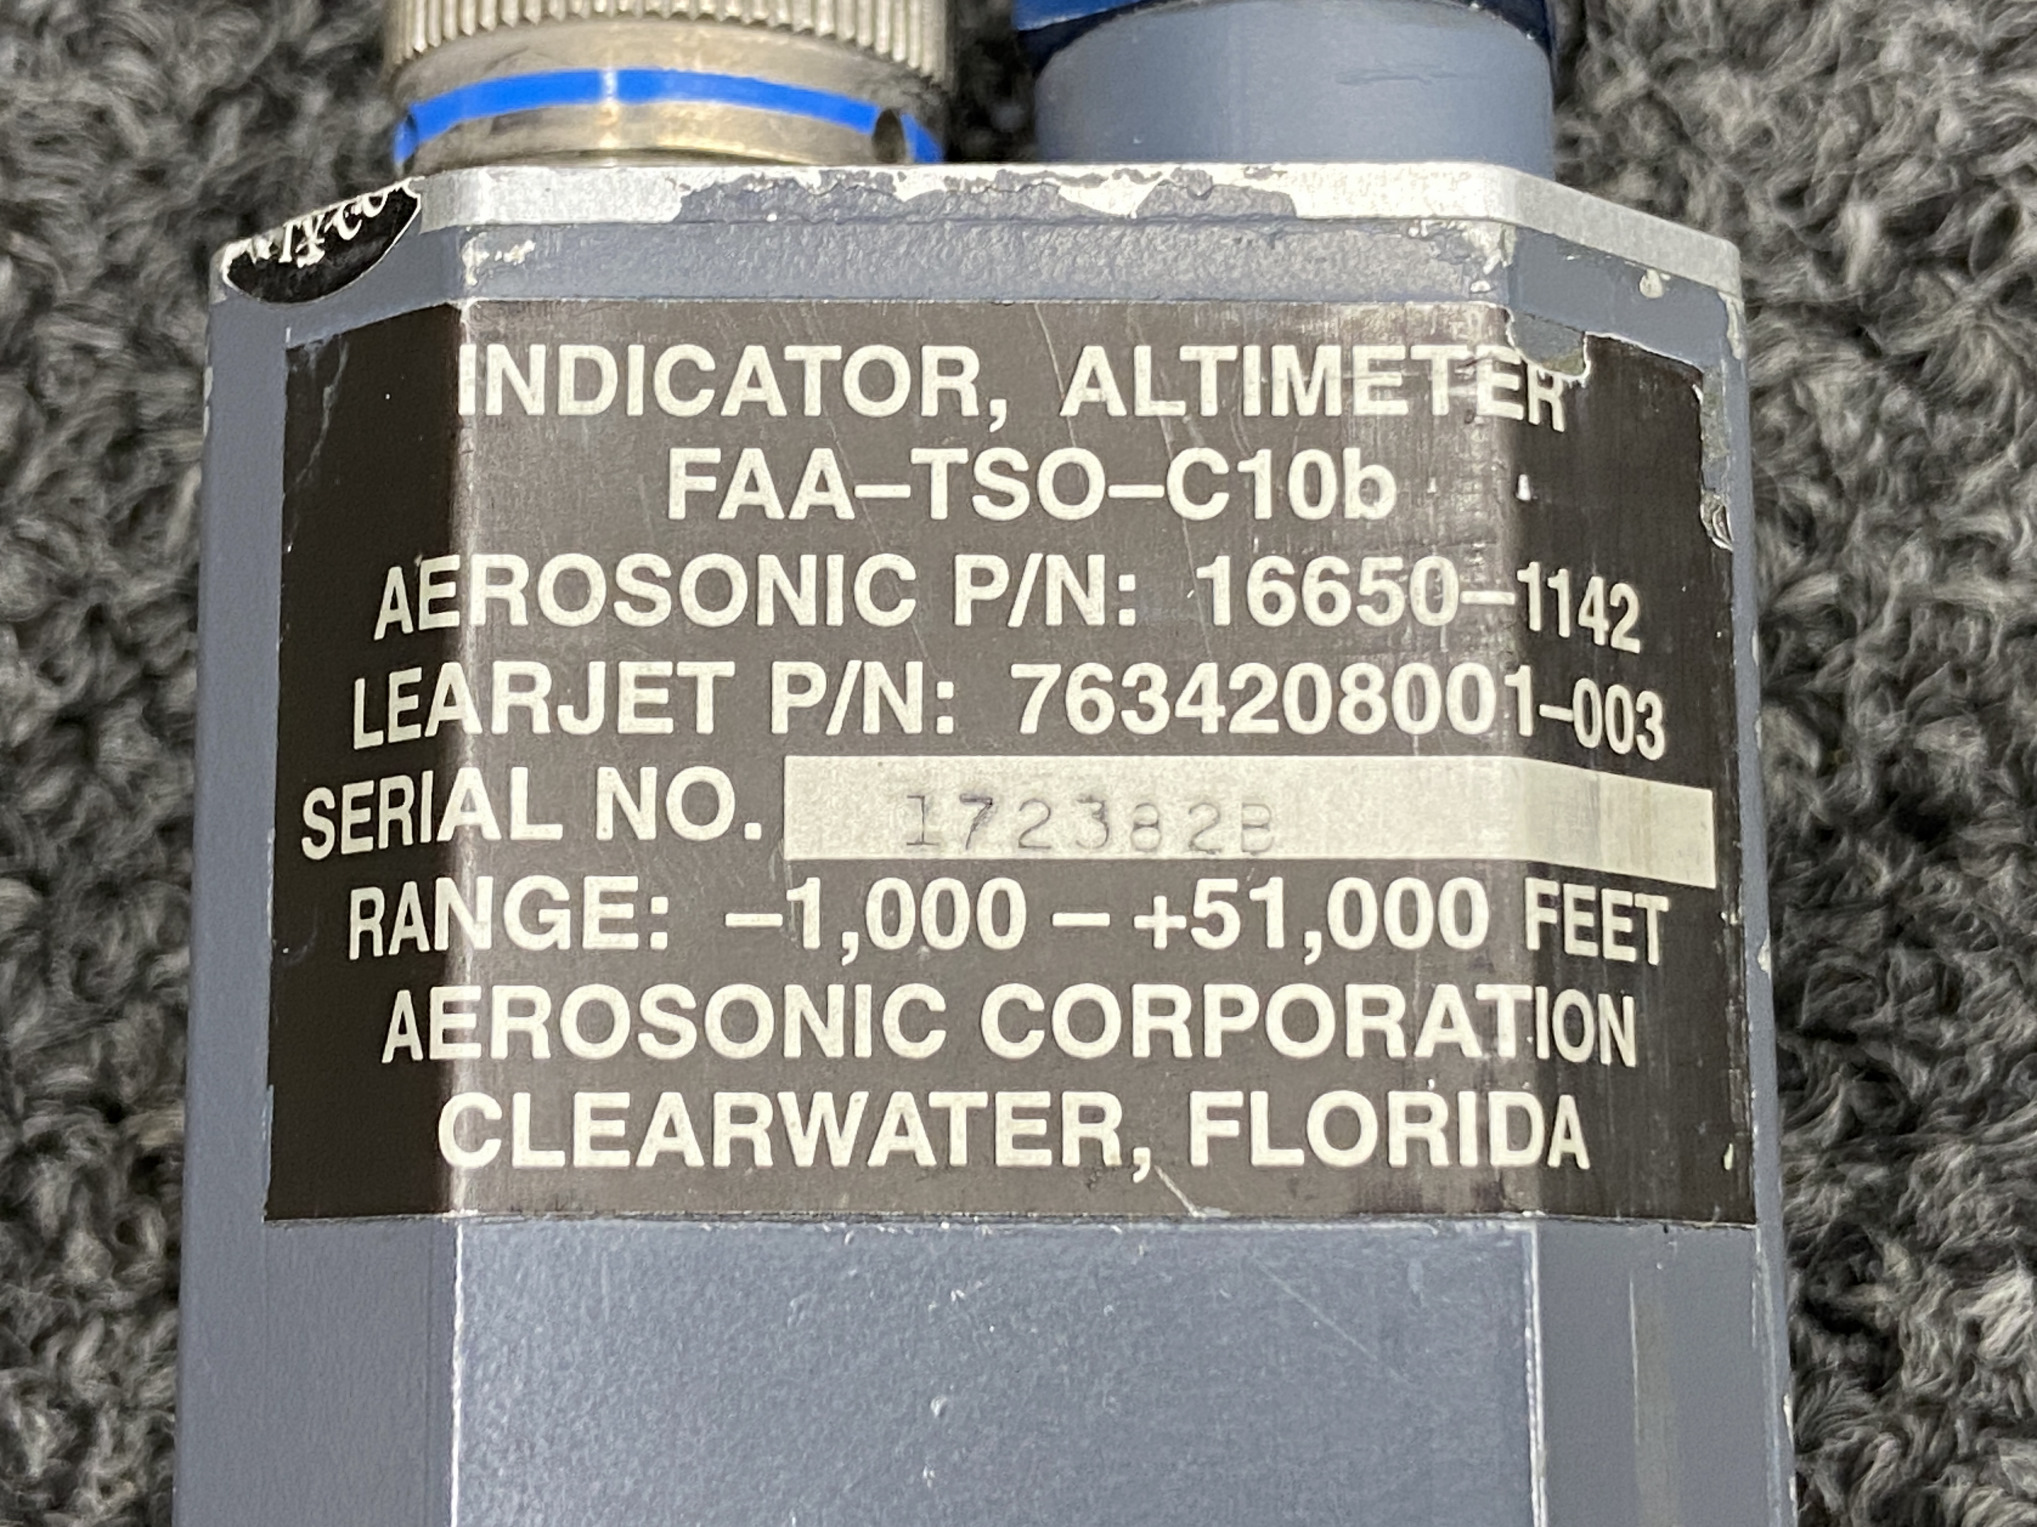 INDICATOR, ALTIMETER
FAA-TSO-C10b
AEROSONIC P/N: 16650-1142
LEARJET P/N: 7634208001-003
SERIAL NO. 172382B
RANGE: -1,000 - +51,000 FEET
AEROSONIC CORPORATION
CLEARWATER, FLORIDA